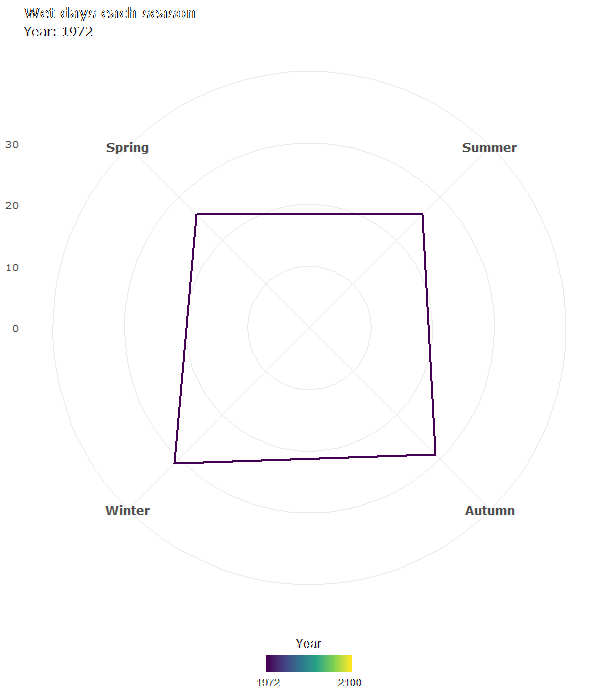 Wet days each season
Year: 1972
30
Spring
Summer
20
10
0
Winter
Autumn
Year
1972
2100